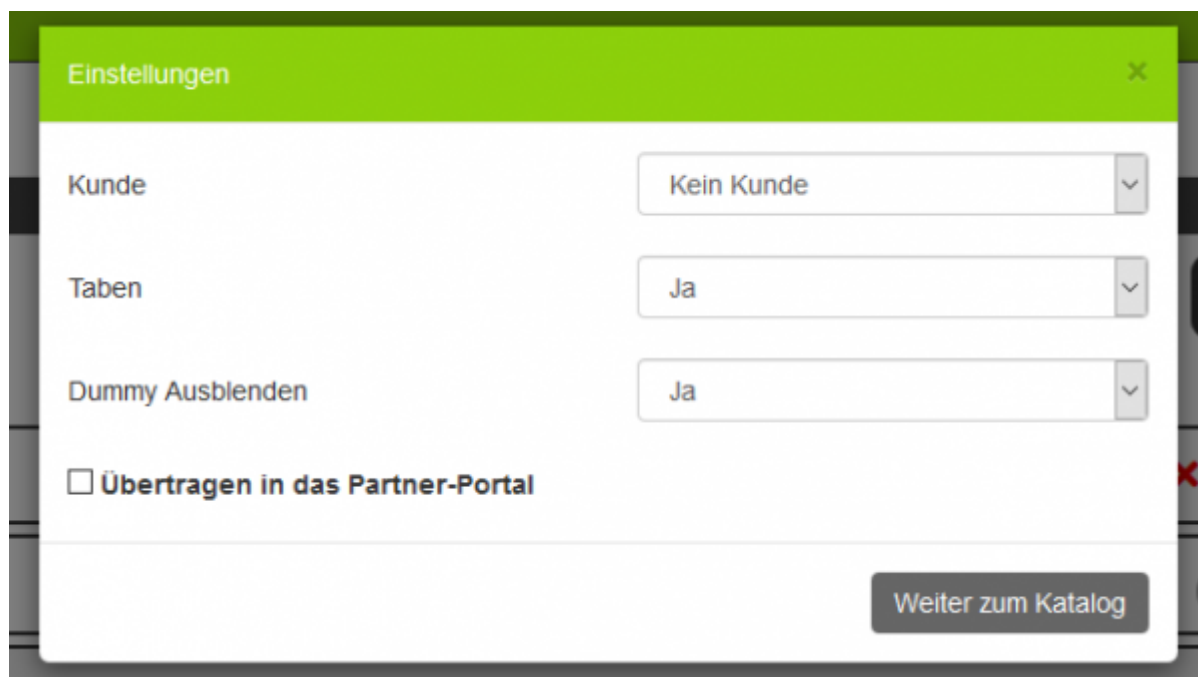 Einstellungen
Kunde Kein Kunde
Taben Ja
Dummy Ausblenden Ja
Übertragen in das Partner-Portal
Weiter zum Katalog